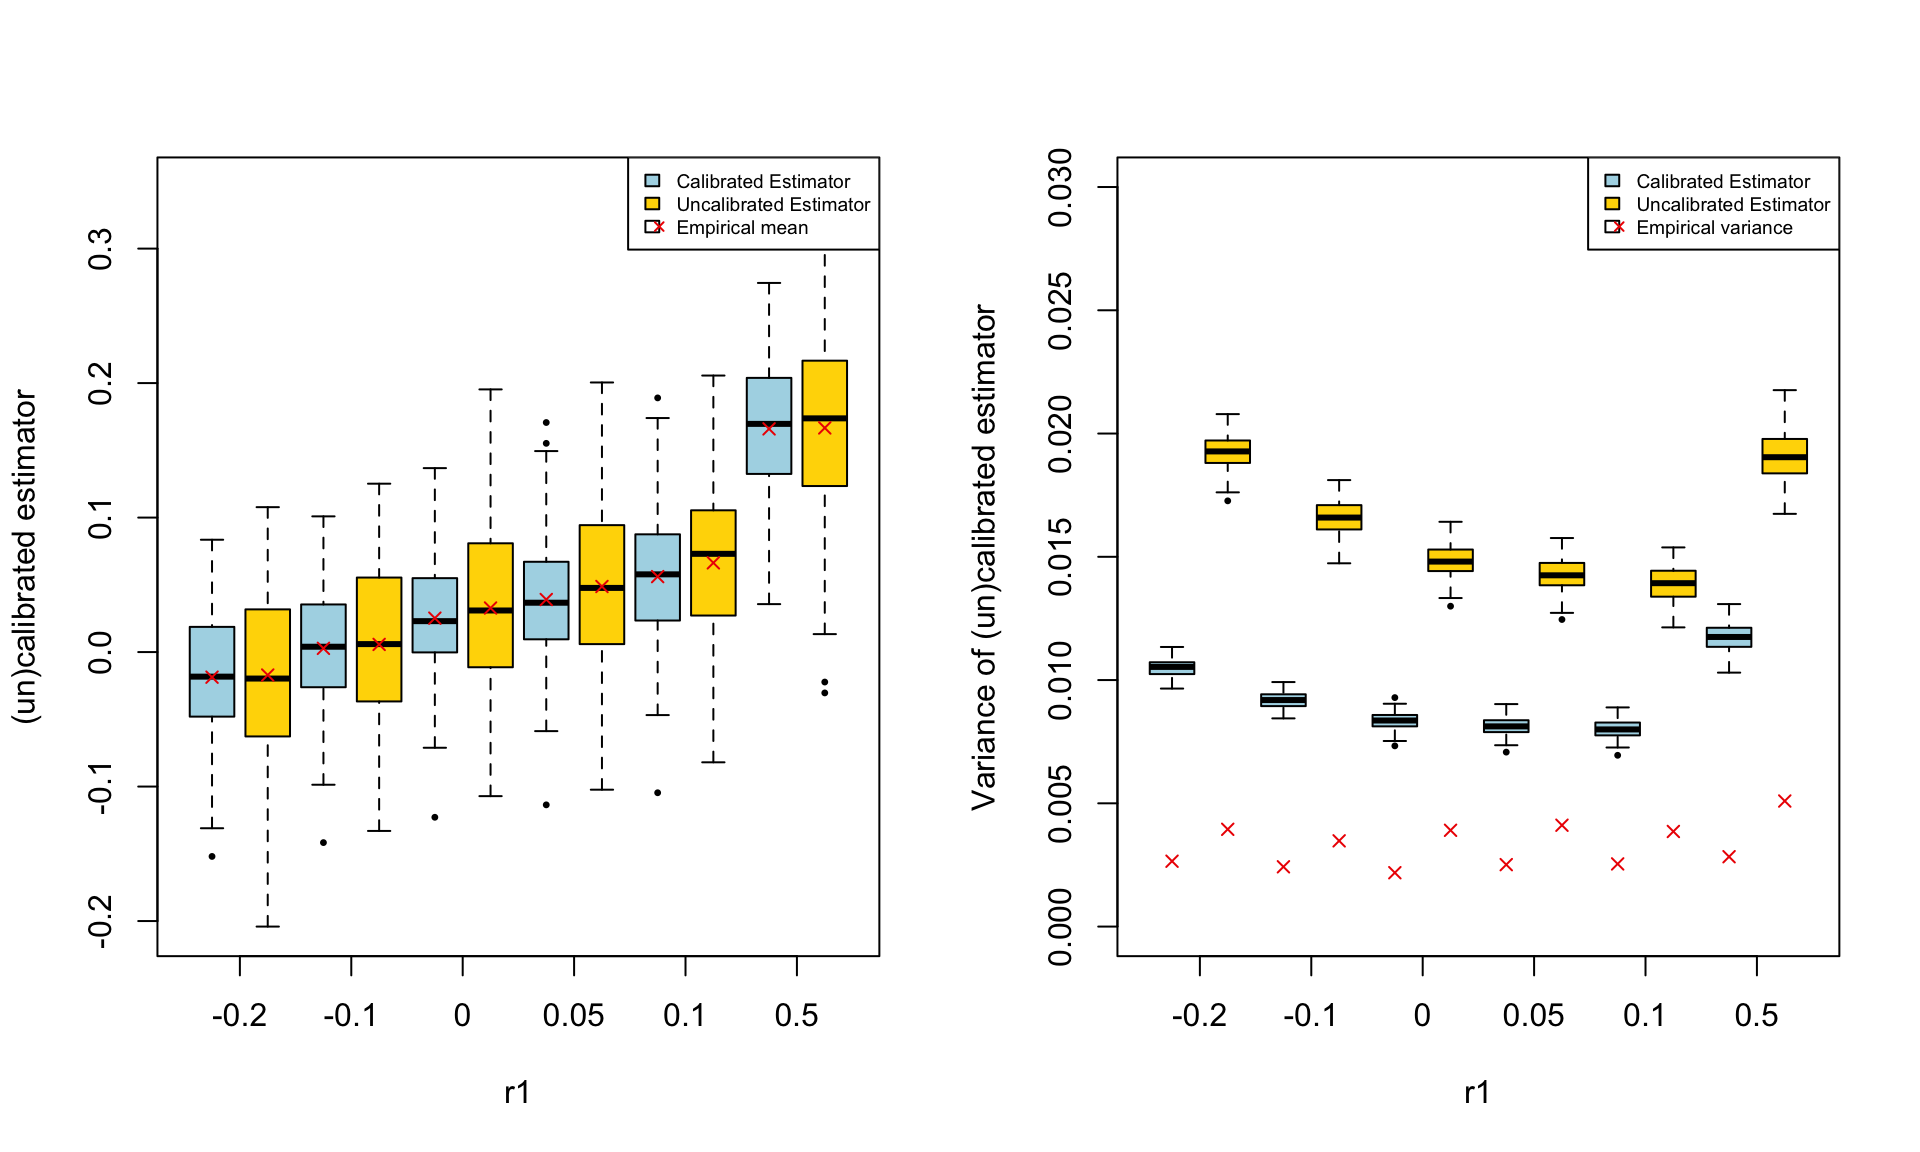 Calibrated Estimator
Uncalibrated Estimator
Empirical mean
(un)calibrated estimator
0.3
0.2
0.1
0.0
-0.1
-0.2
-0.2 -0.1 0 0.05 0.1 0.5
r1
Calibrated Estimator
Uncalibrated Estimator
Empirical variance
Variance of (un)calibrated estimator
0.030
0.025
0.020
0.015
0.010
0.005
0.000
-0.2 -0.1 0 0.05 0.1 0.5
r1